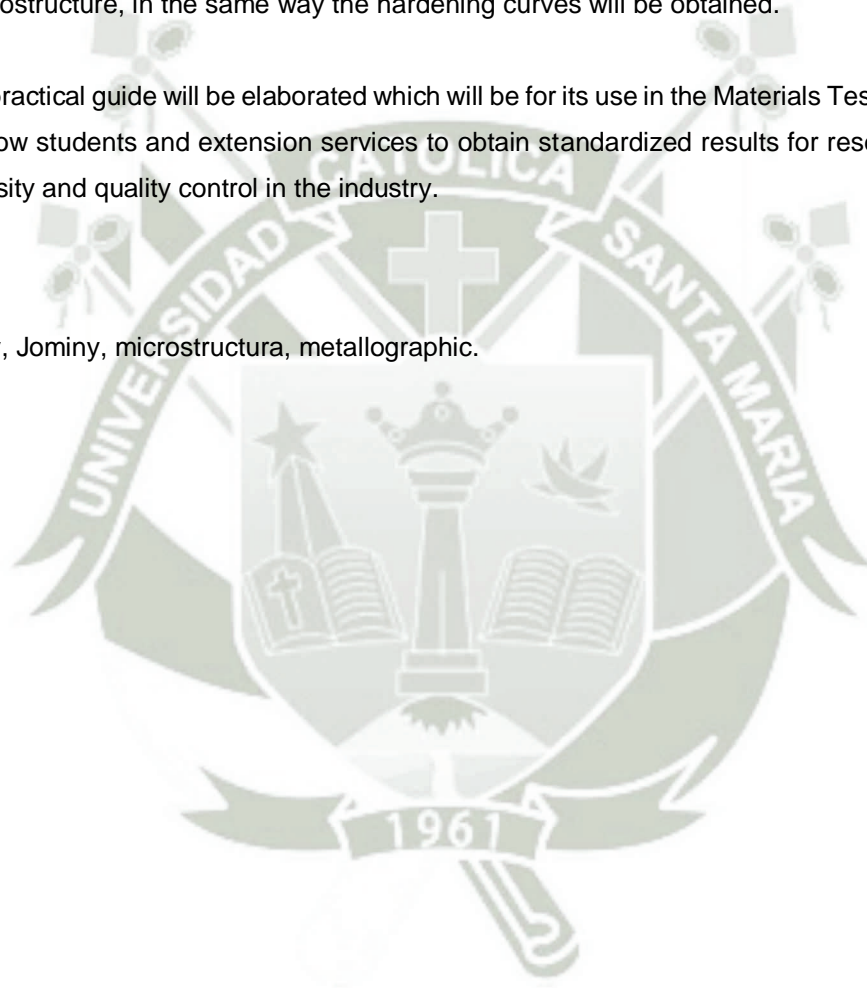 ostructure, in the same way the hardening curves will be obtained.
practical guide will be elaborated which will be for its use in the Materials Tes
ow students and extension services to obtain standardized results for rese
sity and quality control in the industry.
, Jominy, microstructura, metallographic.
UNIVERSIDAD CATOLICA SANTA MARIA
1961